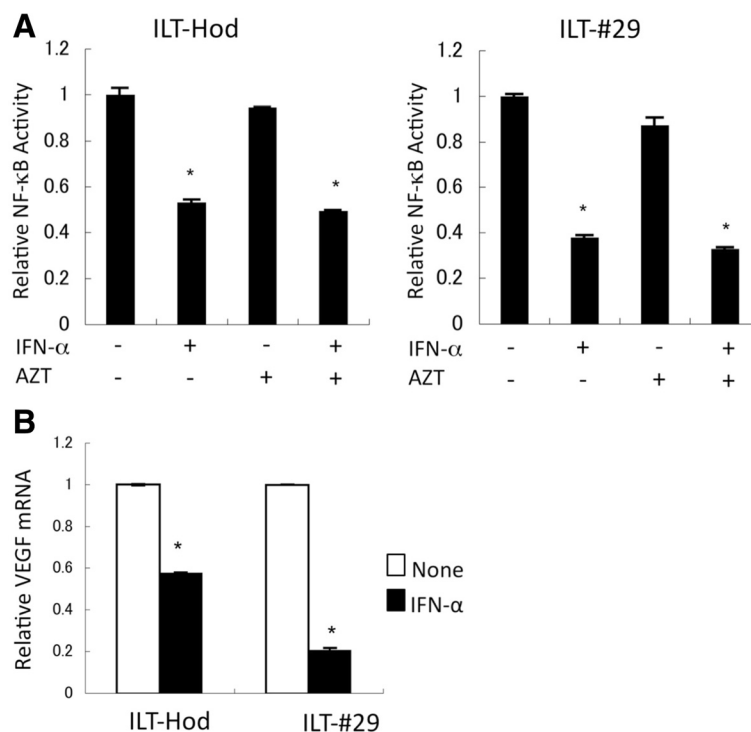 A
ILT-Hod
Relative NF-κB Activity
1.2
1
0.8
0.6
0.4
0.2
0
*
*
IFN-α - + - +
AZT - - + +
ILT-#29
Relative NF-κB Activity
1.2
1
0.8
0.6
0.4
0.2
0
*
*
IFN-α - + - +
AZT - - + +
B
Relative VEGF mRNA
1.2
1
0.8
0.6
0.4
0.2
0
*
*
ILT-Hod
ILT-#29
None
IFN-α